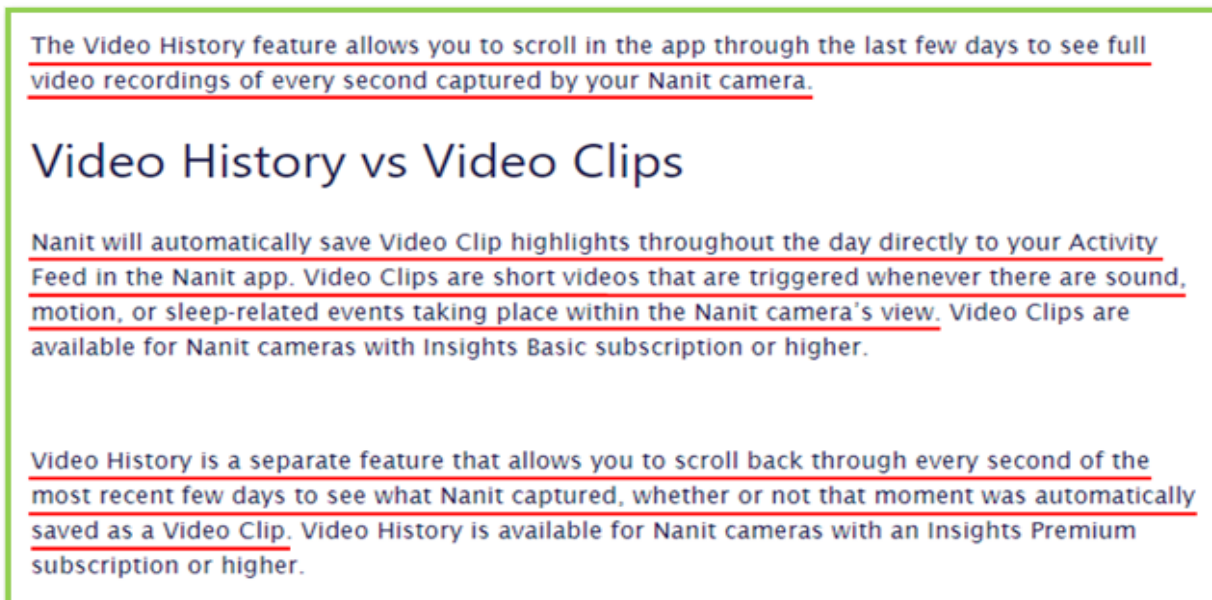 The Video History feature allows you to scroll in the app through the last few days to see full
video recordings of every second captured by your Nanit camera.
Video History vs Video Clips
Nanit will automatically save Video Clip highlights throughout the day directly to your Activity
Feed in the Nanit app. Video Clips are short videos that are triggered whenever there are sound,
motion, or sleep-related events taking place within the Nanit camera's view. Video Clips are
available for Nanit cameras with Insights Basic subscription or higher.
Video History is a separate feature that allows you to scroll back through every second of the
most recent few days to see what Nanit captured, whether or not that moment was automatically
saved as a Video Clip. Video History is available for Nanit cameras with an Insights Premium
subscription or higher.